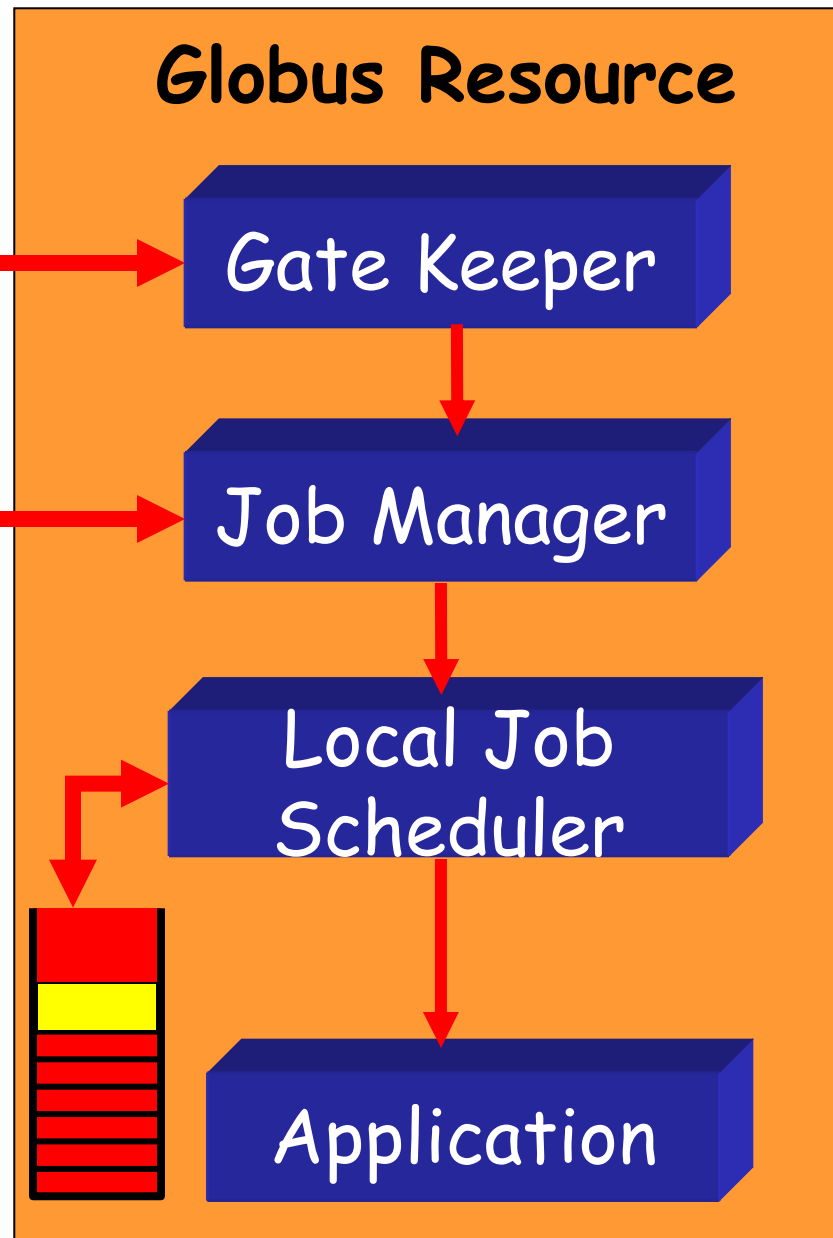 Globus Resource
Gate Keeper
Job Manager
Local Job
Scheduler
Application